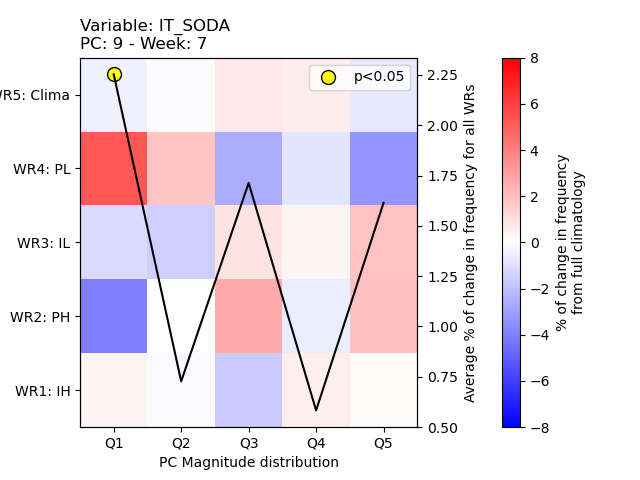 Variable: IT_SODA
PC: 9 - Week: 7
p<0.05
WR5: Clima
WR4: PL
WR3: IL
WR2: PH
WR1: IH
Q1 Q2 Q3 Q4 Q5
PC Magnitude distribution
2.25
2.00
1.75
1.50
1.25
1.00
0.75
0.50
Average % of change in frequency for all WRs
8
6
4
2
0
−2
−4
−6
−8
% of change in frequency
from full climatology